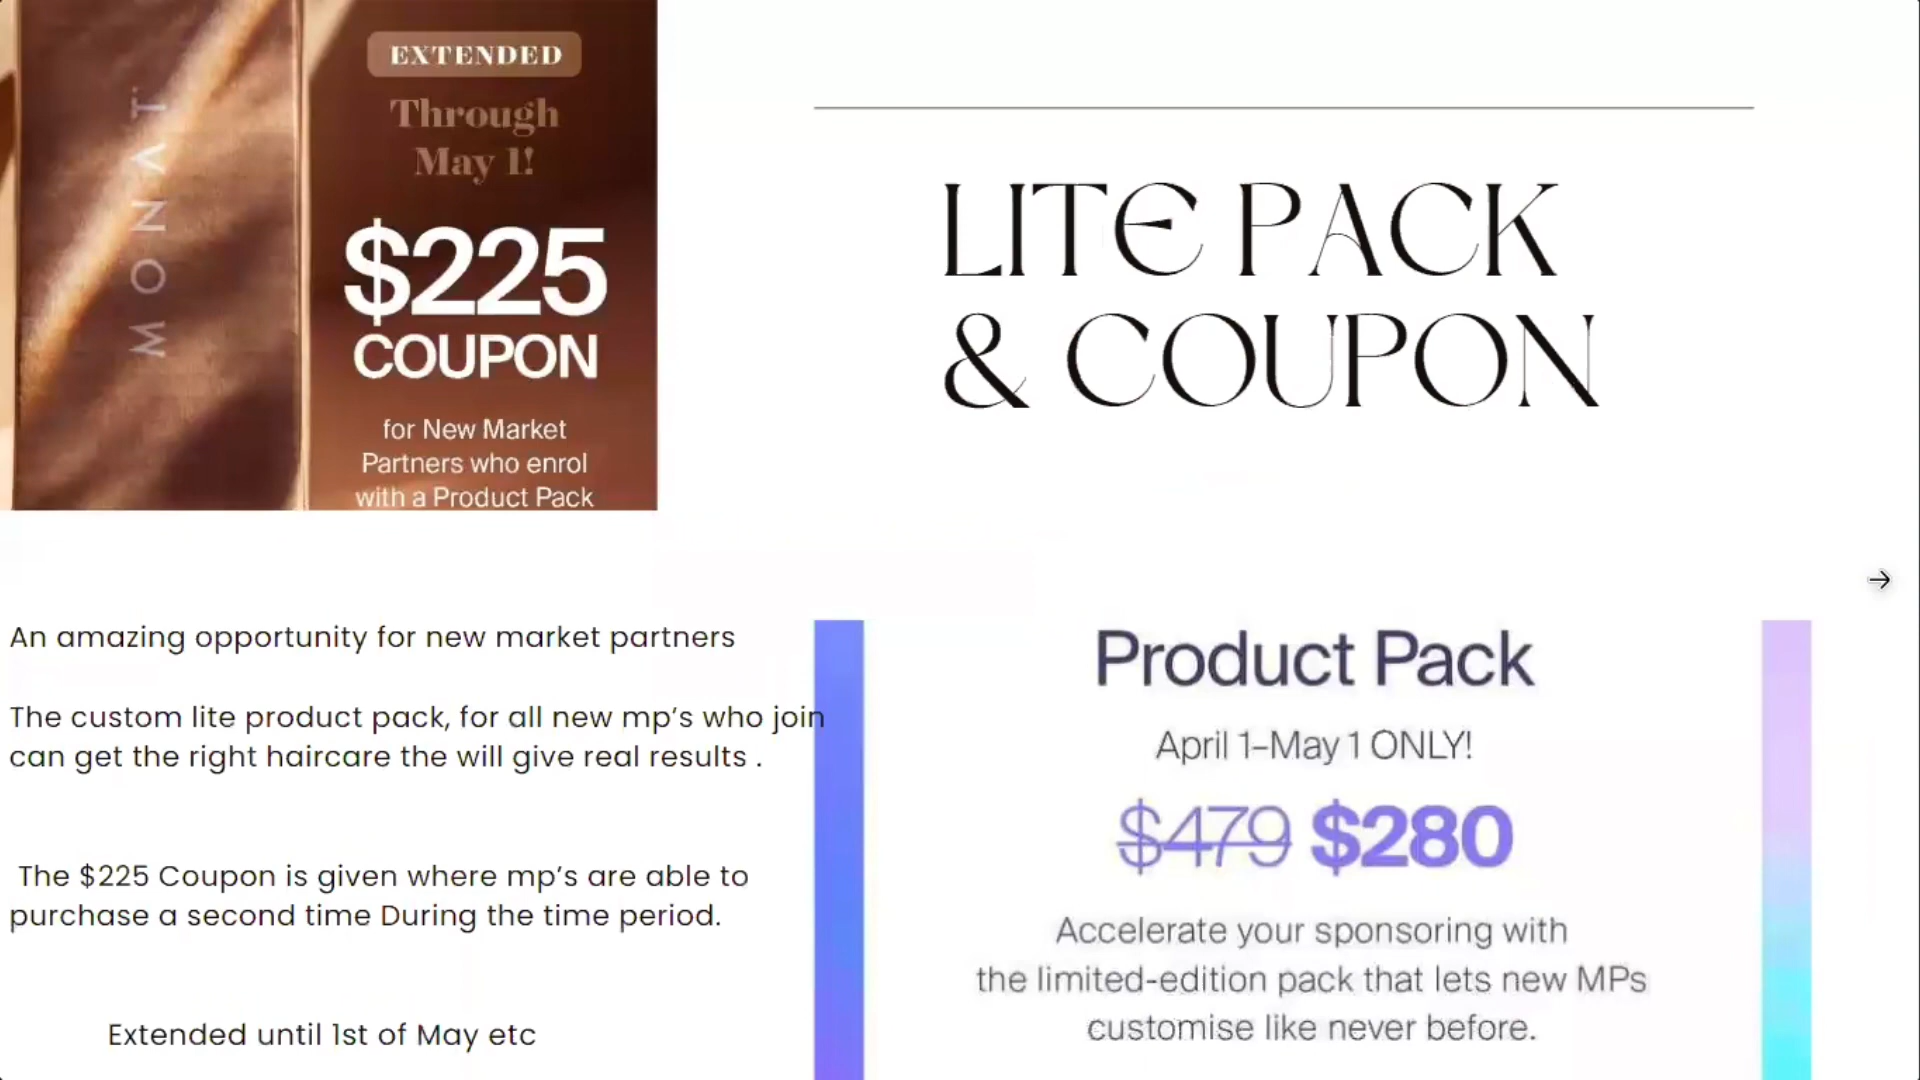 MONAT
EXTENDED
Through
May 1!
$225
COUPON
for New Market
Partners who enrol
with a Product Pack
LITE PACK
& COUPON
An amazing opportunity for new market partners
The custom lite product pack, for all new mp’s who join
can get the right haircare the will give real results .
The $225 Coupon is given where mp’s are able to
purchase a second time During the time period.
Extended until 1st of May etc
Product Pack
April 1–May 1 ONLY!
$479 $280
Accelerate your sponsoring with
the limited-edition pack that lets new MPs
customise like never before.